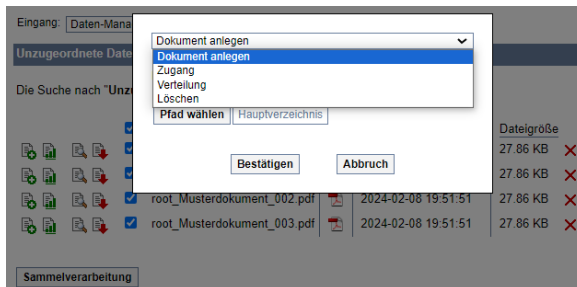 Eingang: Daten-Mana
Dokument anlegen
Unzugeordnete Date
Dokument anlegen
Zugang
Verteilung
Löschen
Die Suche nach "Unz
Pfad wählen Hauptverzeichnis
Dateigröße
27.86 KB
Bestätigen Abbruch
27.86 KB
root_Musterdokument_002.pdf 2024-02-08 19:51:51 27.86 KB
root_Musterdokument_003.pdf 2024-02-08 19:51:51 27.86 KB
Sammelverarbeitung